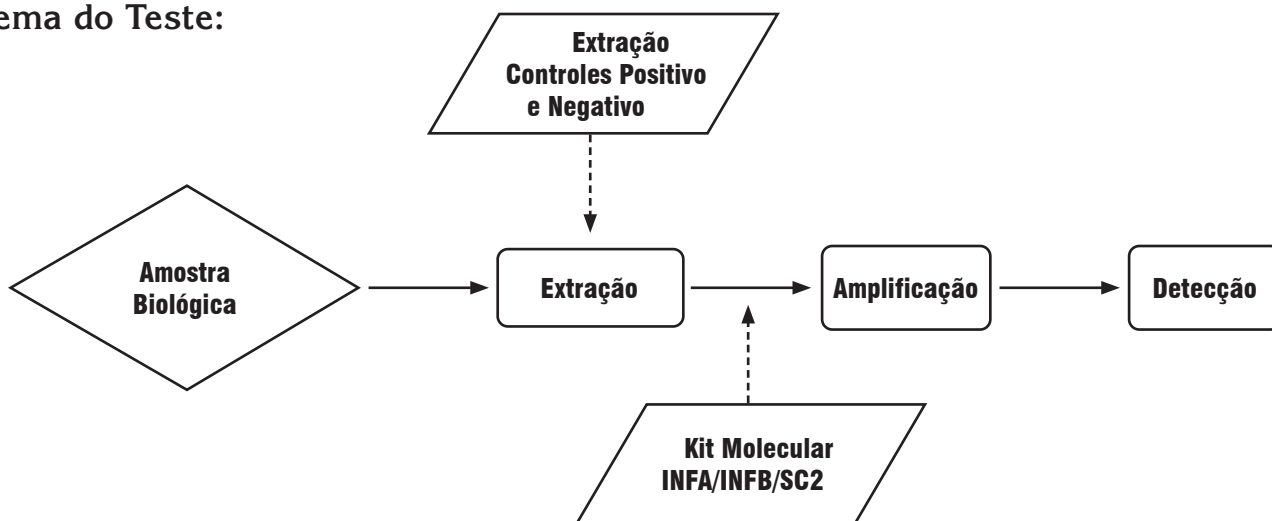 ema do Teste:
Extração
Controles Positivo
e Negativo
Amostra
Biológica
Extração
Amplificação
Detecção
Kit Molecular
INFA/INFB/SC2